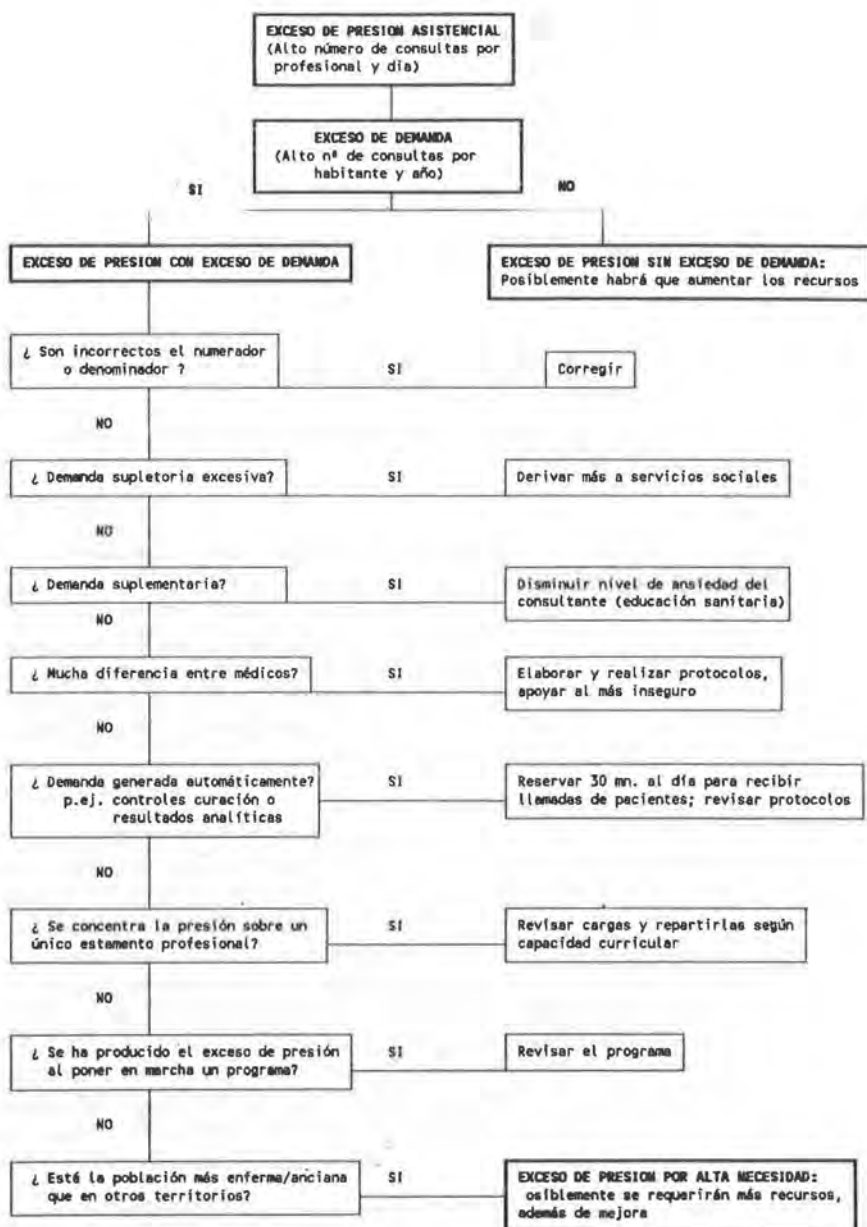 EXCESO DE PRESION ASISTENCIAL
(Alto número de consultas por
profesional y dia)
EXCESO DE DEMANDA
(Alto nº de consultas por
habitante y año)
SI
NO
EXCESO DE PRESION CON EXCESO DE DEMANDA
EXCESO DE PRESION SIN EXCESO DE DEMANDA:
Posiblemente habrá que aumentar los recursos
¿ Son incorrectos el numerador
o denominador ?
SI
Corregir
NO
¿ Demanda supletoria excesiva?
SI
Derivar más a servicios sociales
NO
¿ Demanda suplementaria?
SI
Disminuir nivel de ansiedad del
consultante (educación sanitaria)
NO
¿ Mucha diferencia entre médicos?
SI
Elaborar y realizar protocolos,
apoyar al más inseguro
NO
¿ Demanda generada automáticamente?
p.ej. controles curación o
resultados analíticas
SI
Reservar 30 mn. al día para recibir
llamadas de pacientes; revisar protocolos
NO
¿ Se concentra la presión sobre un
único estamento profesional?
SI
Revisar cargas y repartirlas según
capacidad curricular
NO
¿ Se ha producido el exceso de presión
al poner en marcha un programa?
SI
Revisar el programa
NO
¿ Está la población más enferma/anciana
que en otros territorios?
SI
EXCESO DE PRESION POR ALTA NECESIDAD:
osiblemente se requerirán más recursos,
además de mejora